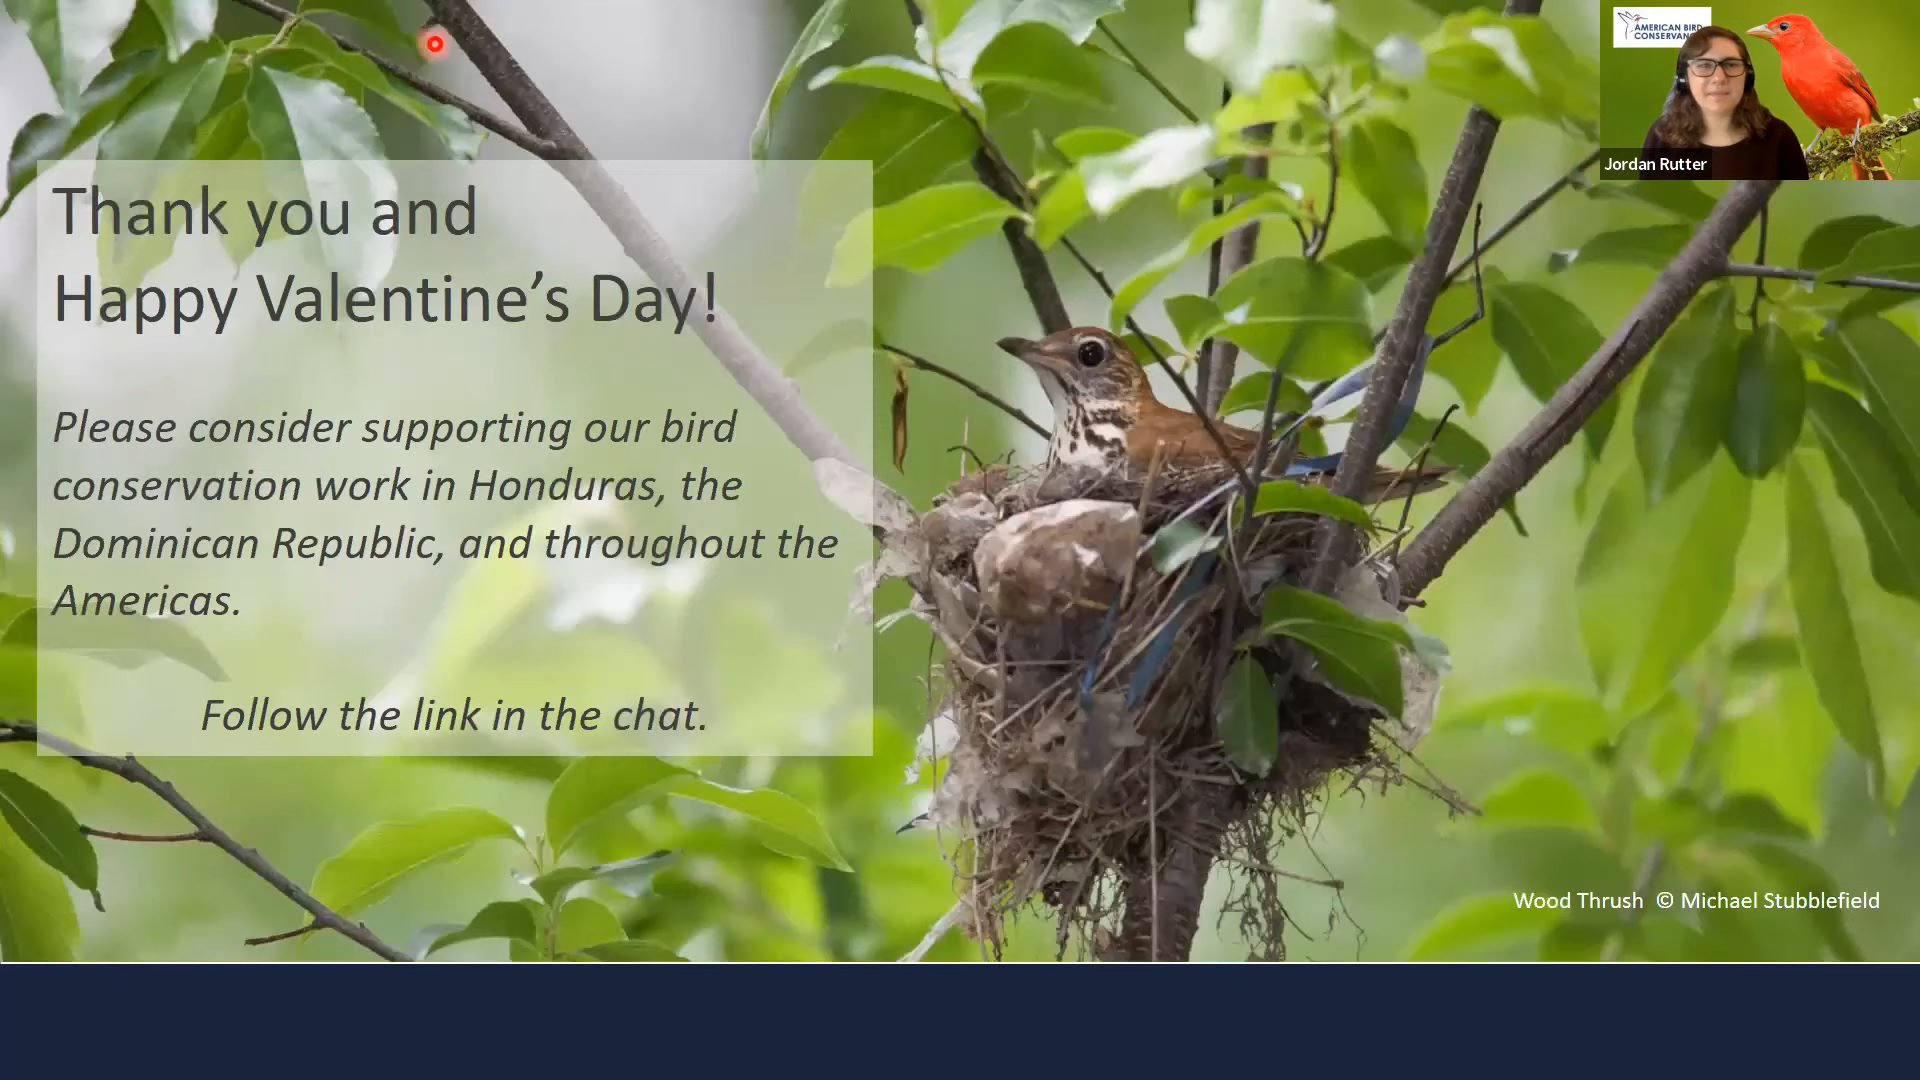 AMERICAN BIRD
CONSERVAN
Jordan Rutter
Thank you and
Happy Valentine’s Day!
Please consider supporting our bird
conservation work in Honduras, the
Dominican Republic, and throughout the
Americas.
Follow the link in the chat.
Wood Thrush © Michael Stubblefield